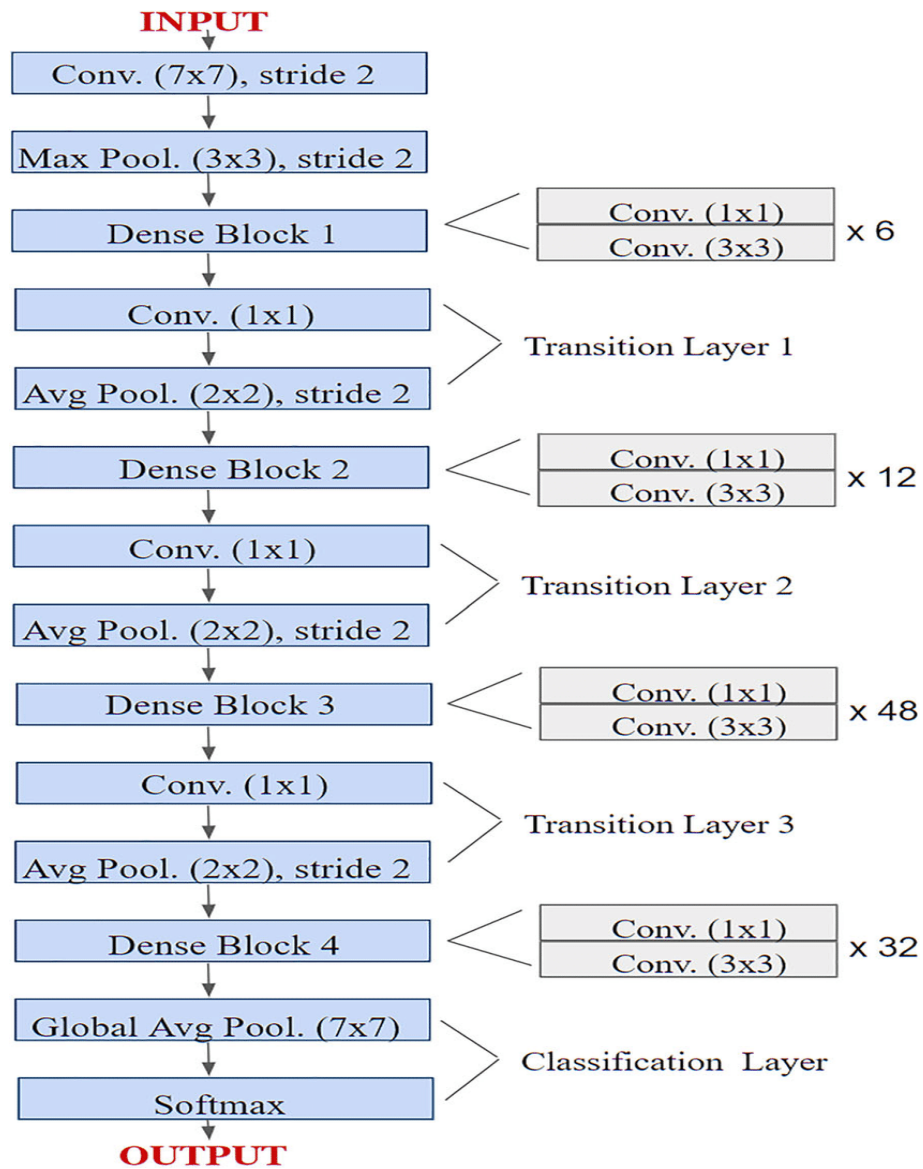 INPUT
Conv. (7x7), stride 2
Max Pool. (3x3), stride 2
Dense Block 1
Conv. (1x1)
Conv. (3x3)
x 6
Conv. (1x1)
Avg Pool. (2x2), stride 2
Transition Layer 1
Dense Block 2
Conv. (1x1)
Conv. (3x3)
x 12
Conv. (1x1)
Avg Pool. (2x2), stride 2
Transition Layer 2
Dense Block 3
Conv. (1x1)
Conv. (3x3)
x 48
Conv. (1x1)
Avg Pool. (2x2), stride 2
Transition Layer 3
Dense Block 4
Conv. (1x1)
Conv. (3x3)
x 32
Global Avg Pool. (7x7)
Softmax
Classification Layer
OUTPUT